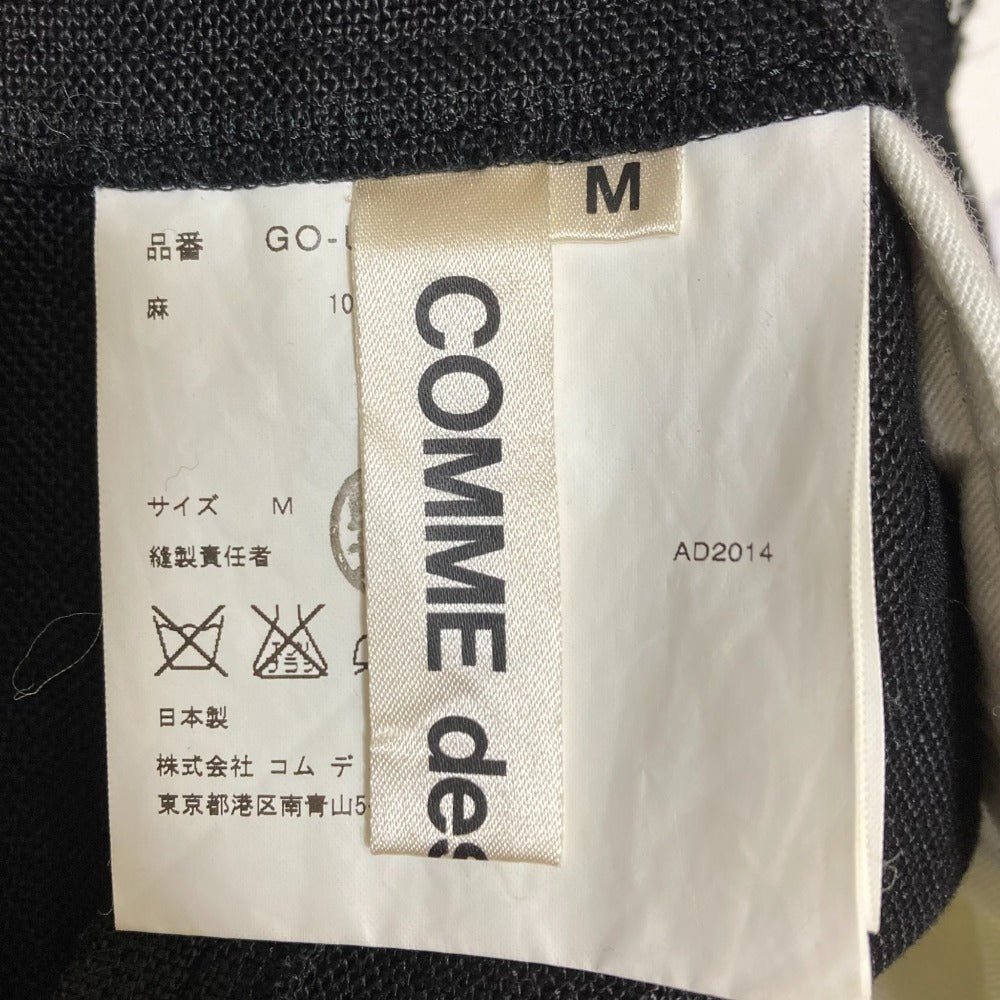 M
COMME des
品番 GO-
麻 10
サイズ M
縫製責任者
AD2014
日本製
株式会社 コム デ
東京都港区南青山5